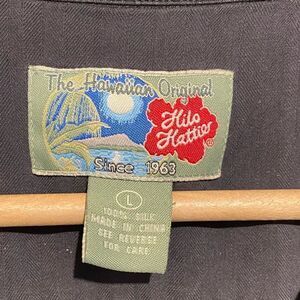 The Hawaiian Original
Hilo
Hattie®
Since 1963
L
100% SILK
MADE IN CHINA
SEE REVERSE
FOR CARE